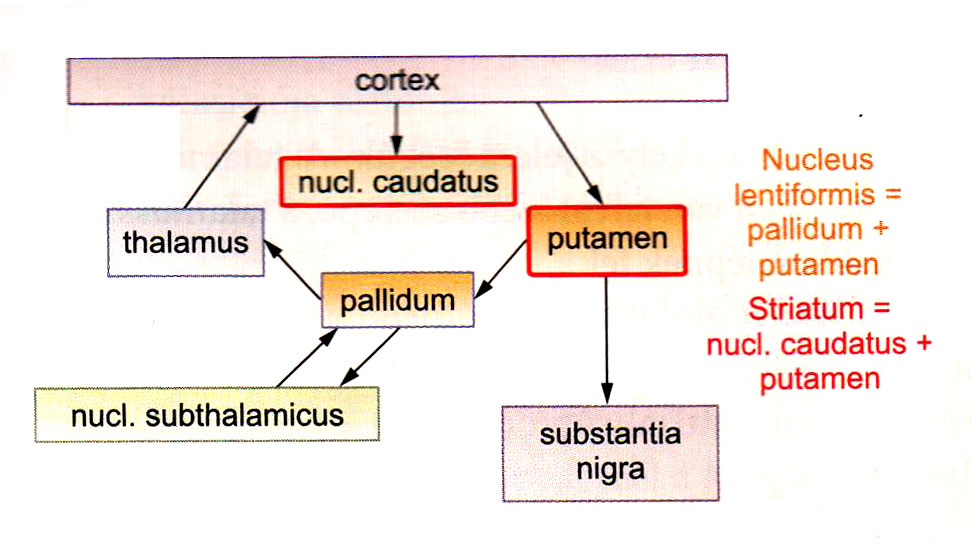 cortex
nucl. caudatus
putamen
thalamus
pallidum
nucl. subthalamicus
substantia
nigra
Nucleus
lentiformis =
pallidum +
putamen
Striatum =
nucl. caudatus +
putamen